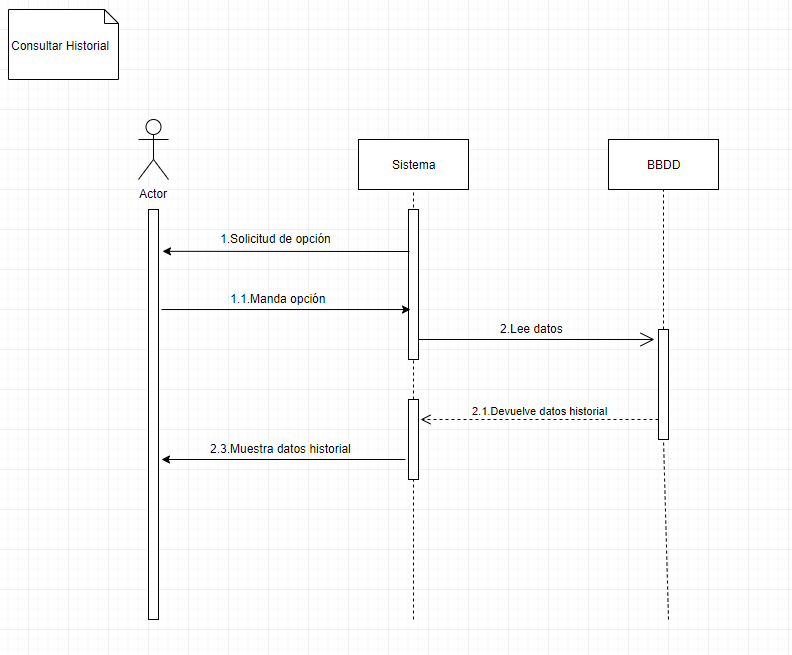 Consultar Historial
Actor
Sistema
BBDD
1.Solicitud de opción
1.1.Manda opción
2.Lee datos
2.1.Devuelve datos historial
2.3.Muestra datos historial